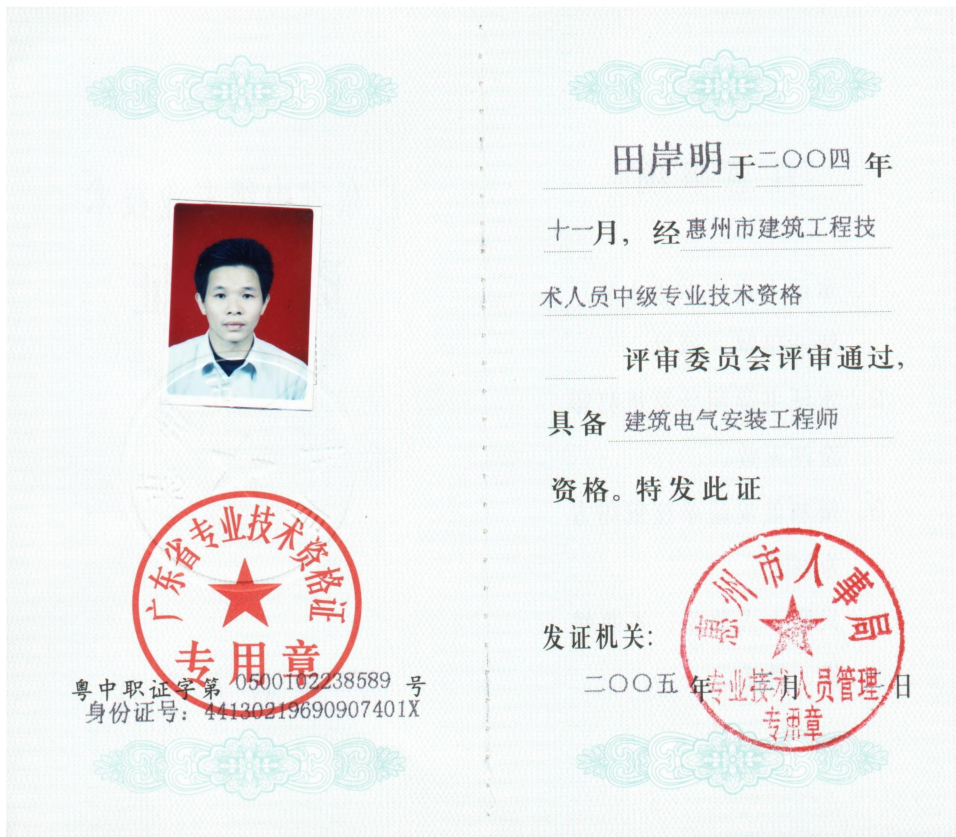 广东省专业技术资格证
专用章
粤中职证字第 0500102238589 号
身份证号：44130219690907401X
田岸明于二〇〇四年
十一月，经惠州市建筑工程技
术人员中级专业技术资格
评审委员会评审通过，
具备 建筑电气安装工程师
资格。特发此证
惠州市人事局
发证机关：
二〇〇五 年 月 日
专业技术人员管理
专用章